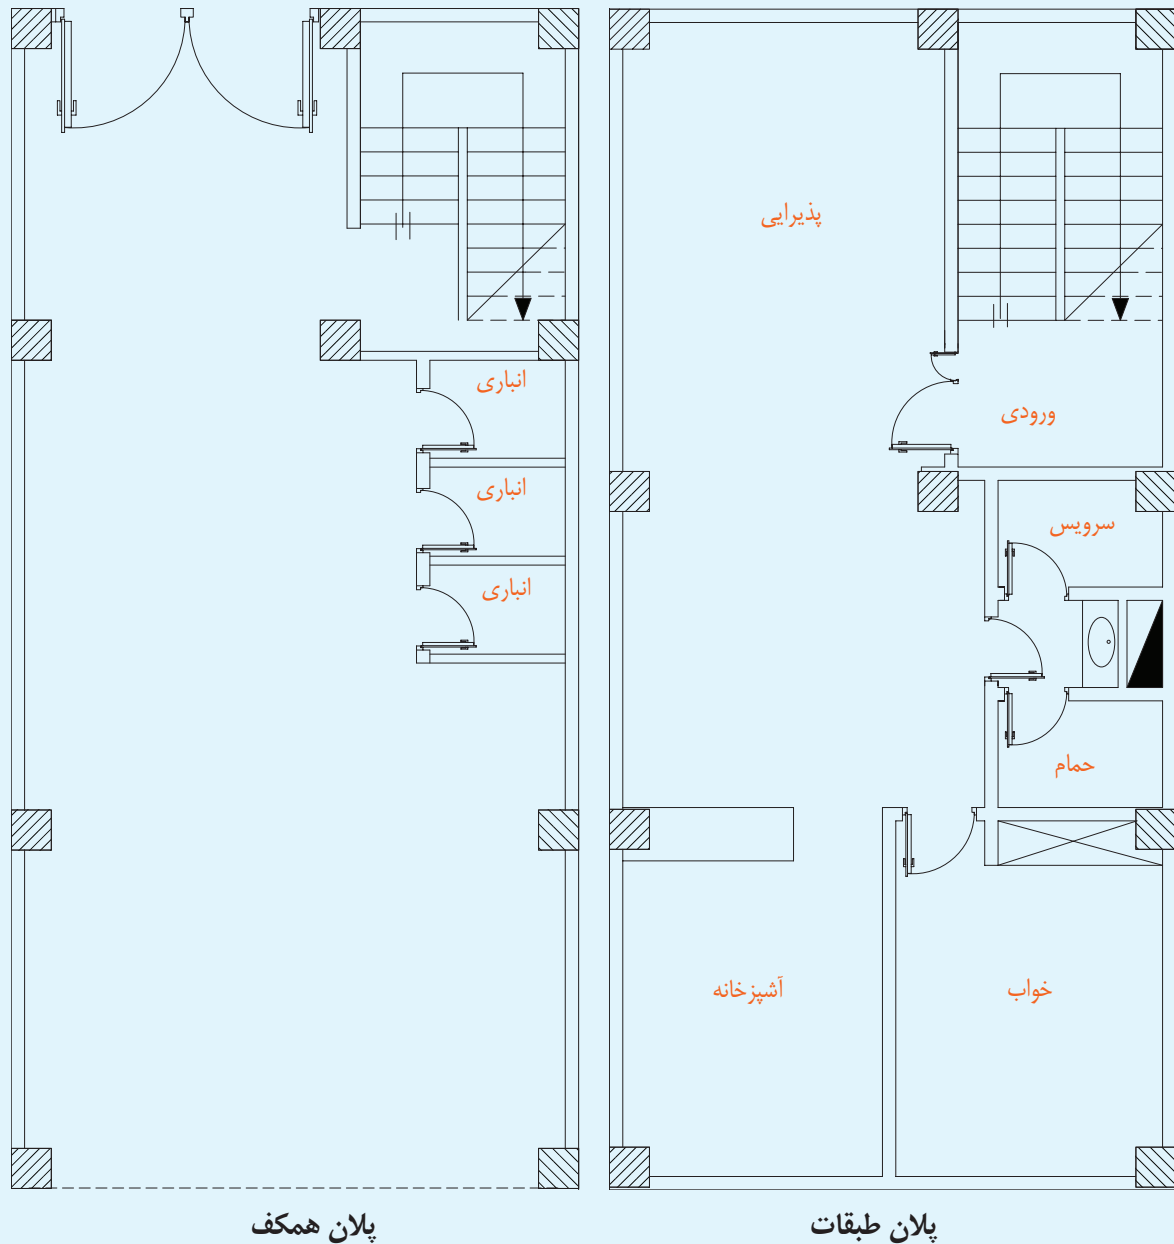 پذیرایی
ورودی
سرویس
حمام
آشپزخانه
خواب
پلان طبقات
انباری
انباری
انباری
پلان همکف